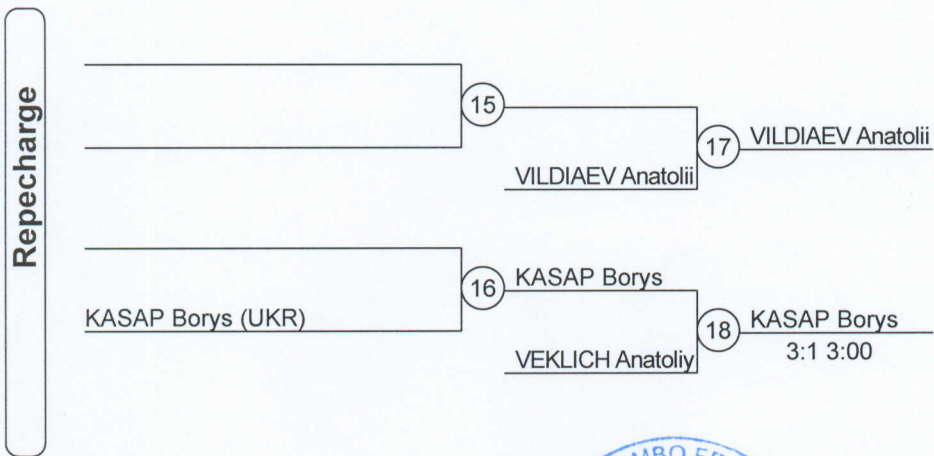 Repecharge
15
VILDIAEV Anatolii
17
VILDIAEV Anatolii
KASAP Borys (UKR)
16
KASAP Borys
VEKLICH Anatoliy
18
KASAP Borys
3:1 3:00